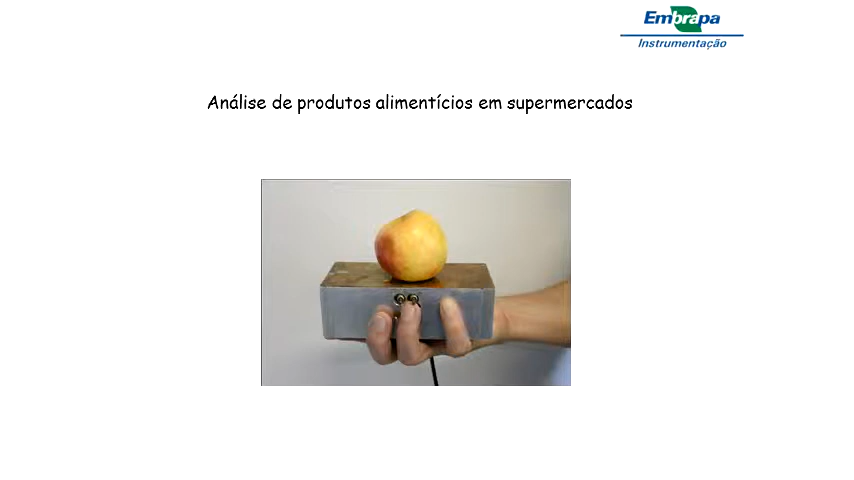 Embrapa
Instrumentação
Análise de produtos alimentícios em supermercados